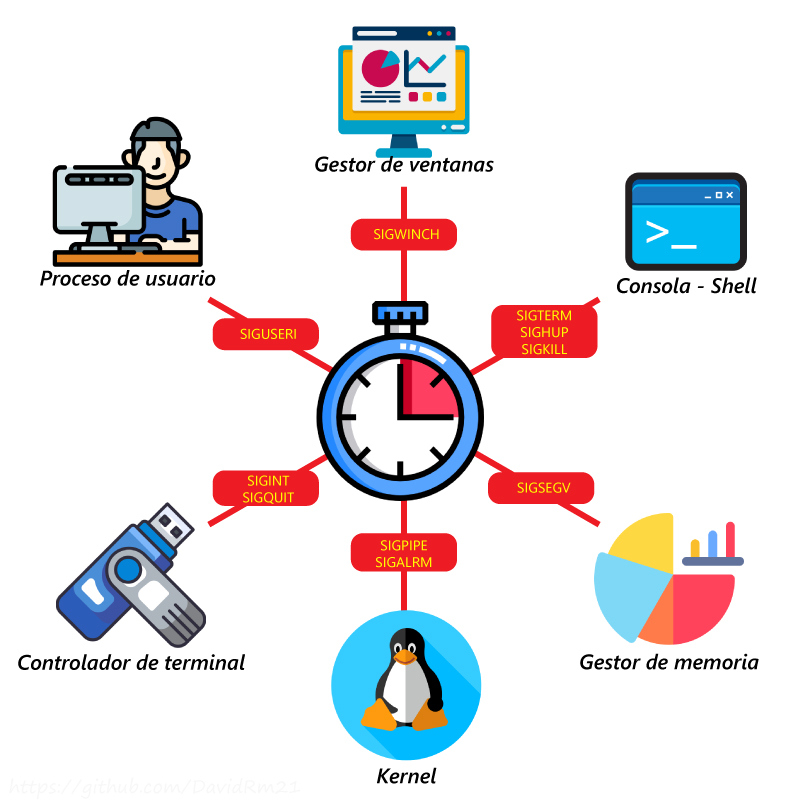 Gestor de ventanas
SIGWINCH
Proceso de usuario
SIGUSERI
Consola - Shell
>_
SIGTERM
SIGHUP
SIGKILL
SIGINT
SIGQUIT
SIGSEGV
SIGPIPE
SIGALRM
Controlador de terminal
Gestor de memoria
Kernel
https://github.com/DavidRm21